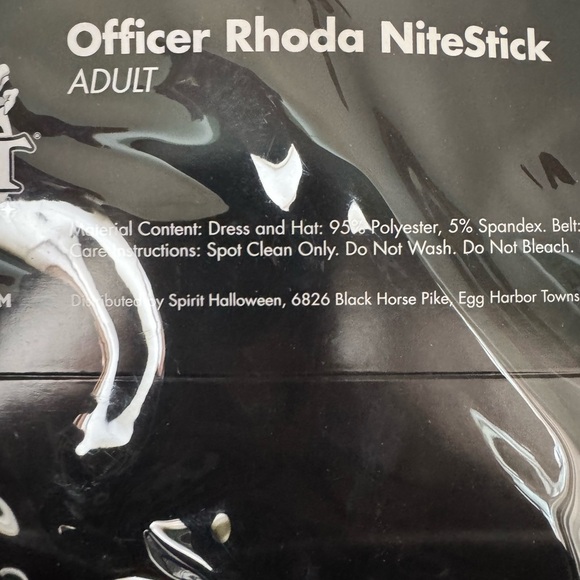 Officer Rhoda NiteStick
ADULT
Material Content: Dress and Hat: 95% Polyester, 5% Spandex. Belt:
Care Instructions: Spot Clean Only. Do Not Wash. Do Not Bleach.
Distributed by Spirit Halloween, 6826 Black Horse Pike, Egg Harbor Towns